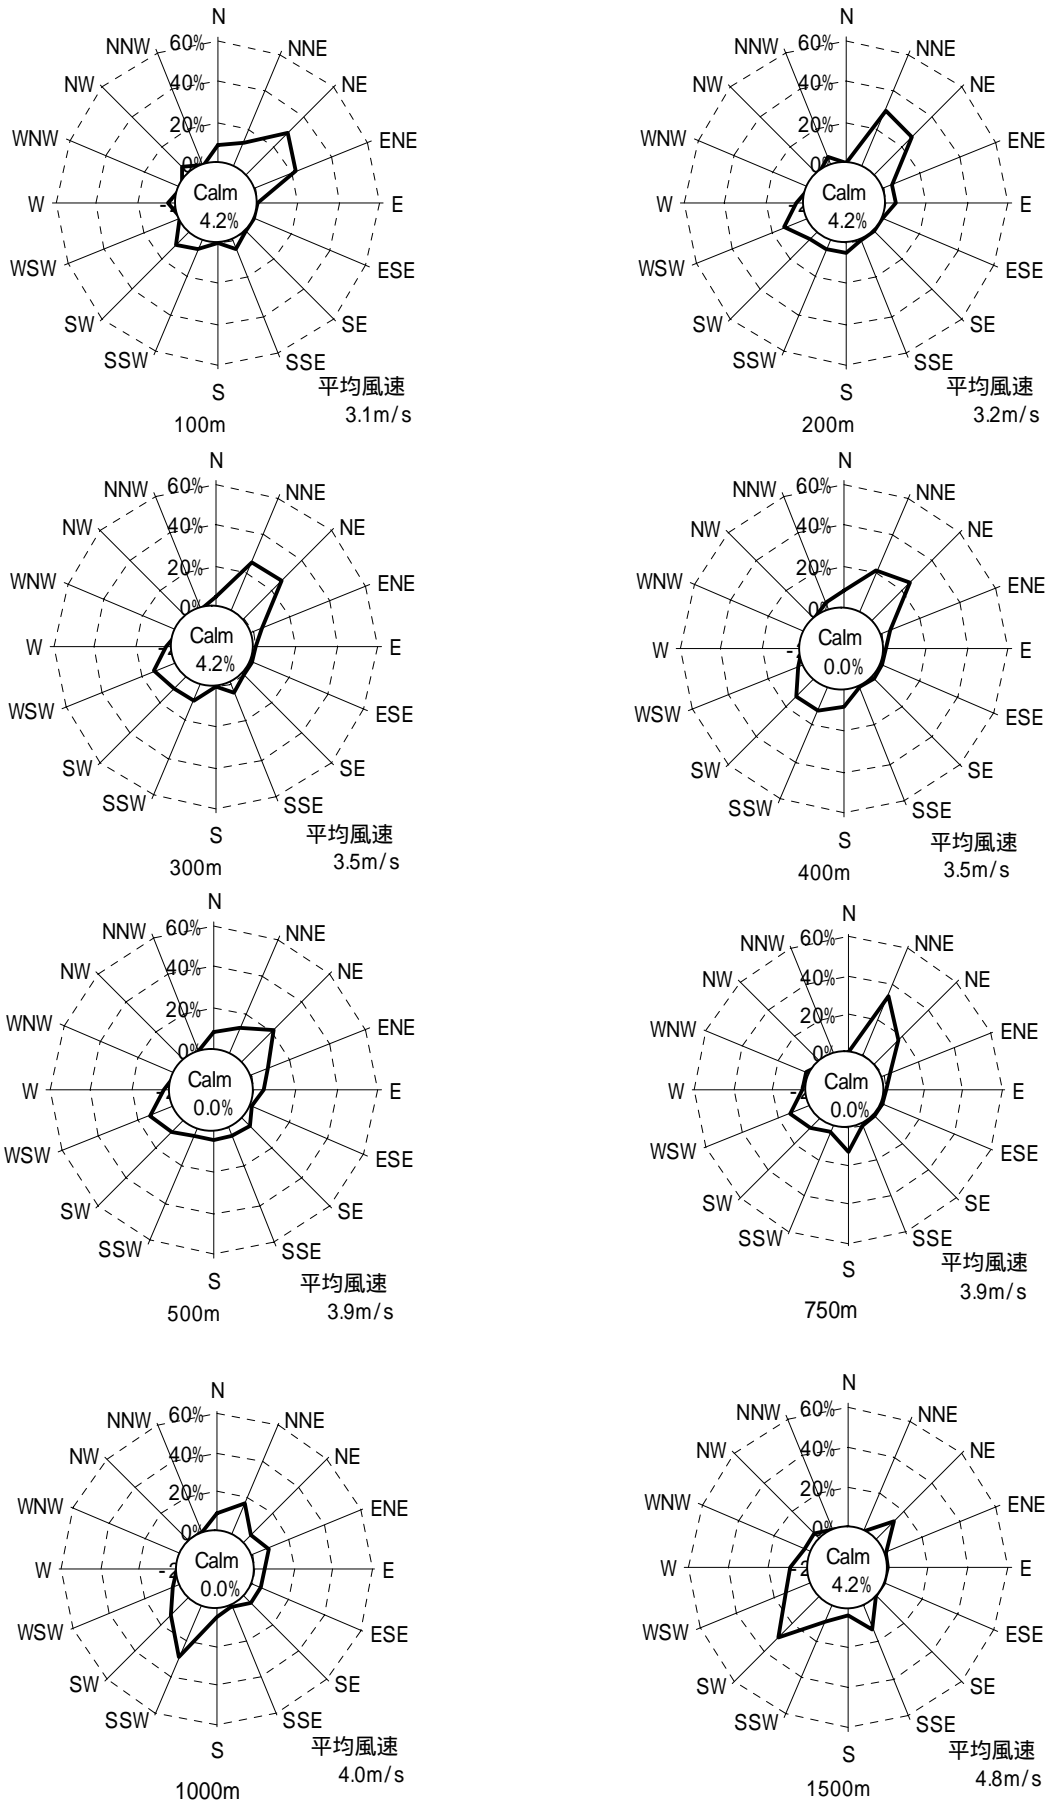 N
NNW 60% NNE
NW 40% NE
WNW 20% ENE
0%
W -2 Calm E
4.2%
WSW ESE
SW SE
SSW SSE
S 平均風速
100m 3.1m/s
N
NNW 60% NNE
NW 40% NE
WNW 20% ENE
0%
W -2 Calm E
4.2%
WSW ESE
SW SE
SSW SSE
S 平均風速
200m 3.2m/s
N
NNW 60% NNE
NW 40% NE
WNW 20% ENE
0%
W -2 Calm E
4.2%
WSW ESE
SW SE
SSW SSE
S 平均風速
300m 3.5m/s
N
NNW 60% NNE
NW 40% NE
WNW 20% ENE
0%
W - Calm E
0.0%
WSW ESE
SW SE
SSW SSE
S 平均風速
400m 3.5m/s
N
NNW 60% NNE
NW 40% NE
WNW 20% ENE
0%
W -2 Calm E
0.0%
WSW ESE
SW SE
SSW SSE
S 平均風速
500m 3.9m/s
N
NNW 60% NNE
NW 40% NE
WNW 20% ENE
0%
W -2 Calm E
0.0%
WSW ESE
SW SE
SSW SSE
S 平均風速
750m 3.9m/s
N
NNW 60% NNE
NW 40% NE
WNW 20% ENE
0%
W -2 Calm E
0.0%
WSW ESE
SW SE
SSW SSE
S 平均風速
1000m 4.0m/s
N
NNW 60% NNE
NW 40% NE
WNW 20% ENE
0%
W -2 Calm E
4.2%
WSW ESE
SW SE
SSW SSE
S 平均風速
1500m 4.8m/s